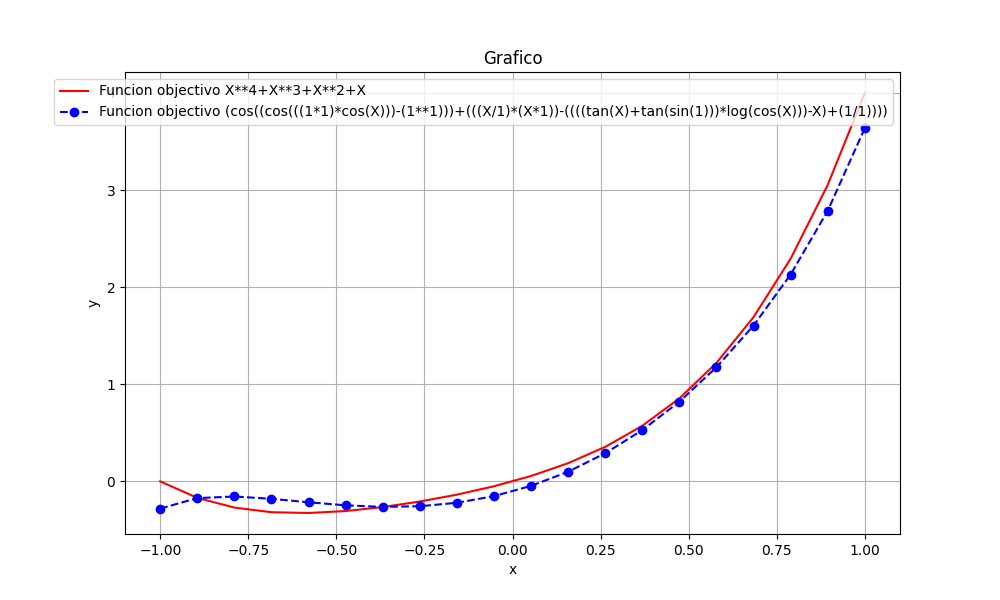 Grafico
Funcion objectivo X**4+X**3+X**2+X
Funcion objectivo (cos((cos(((1*1)*cos(X)))-(1**1)))+(((X/1)*(X*1))-((((tan(X)+tan(sin(1)))*log(cos(X)))-X)+(1/1))))
3
2
1
0
y
−1.00
−0.75
−0.50
−0.25
0.00
0.25
0.50
0.75
1.00
x